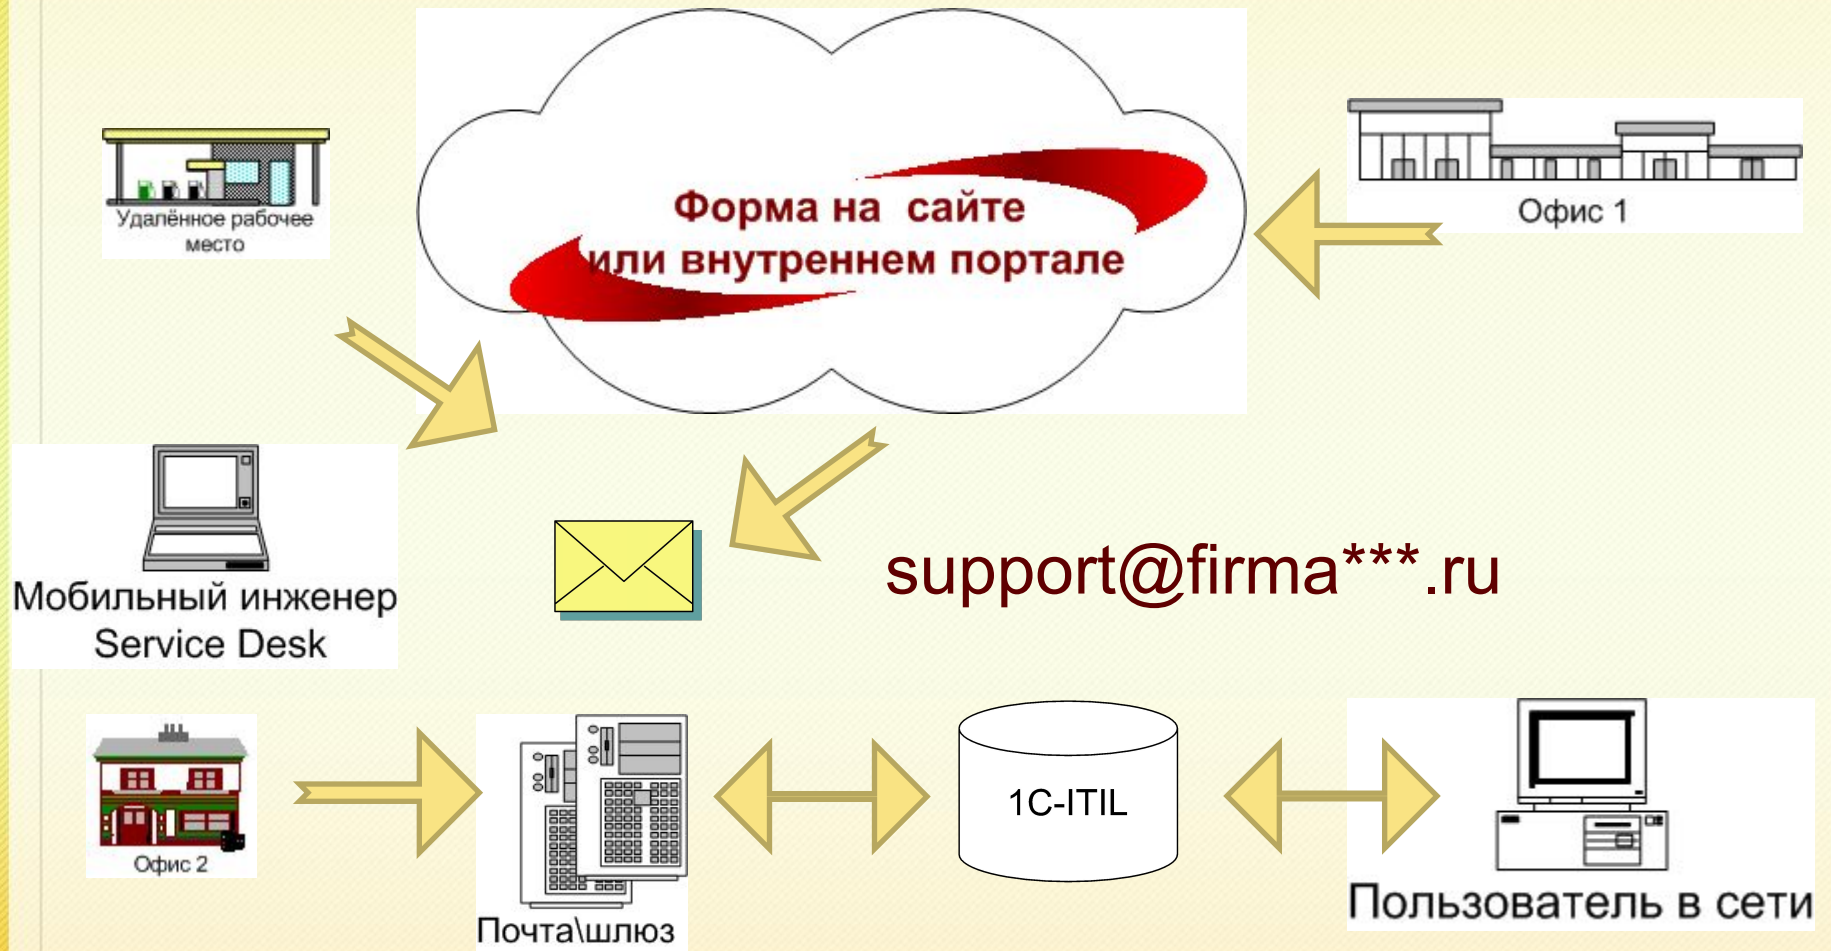 Форма на сайте
или внутреннем портале
Удалённое рабочее
место
Офис 1
Мобильный инженер
Service Desk
support@firma***.ru
Офис 2
Почта\шлюз
1C-ITIL
Пользователь в сети